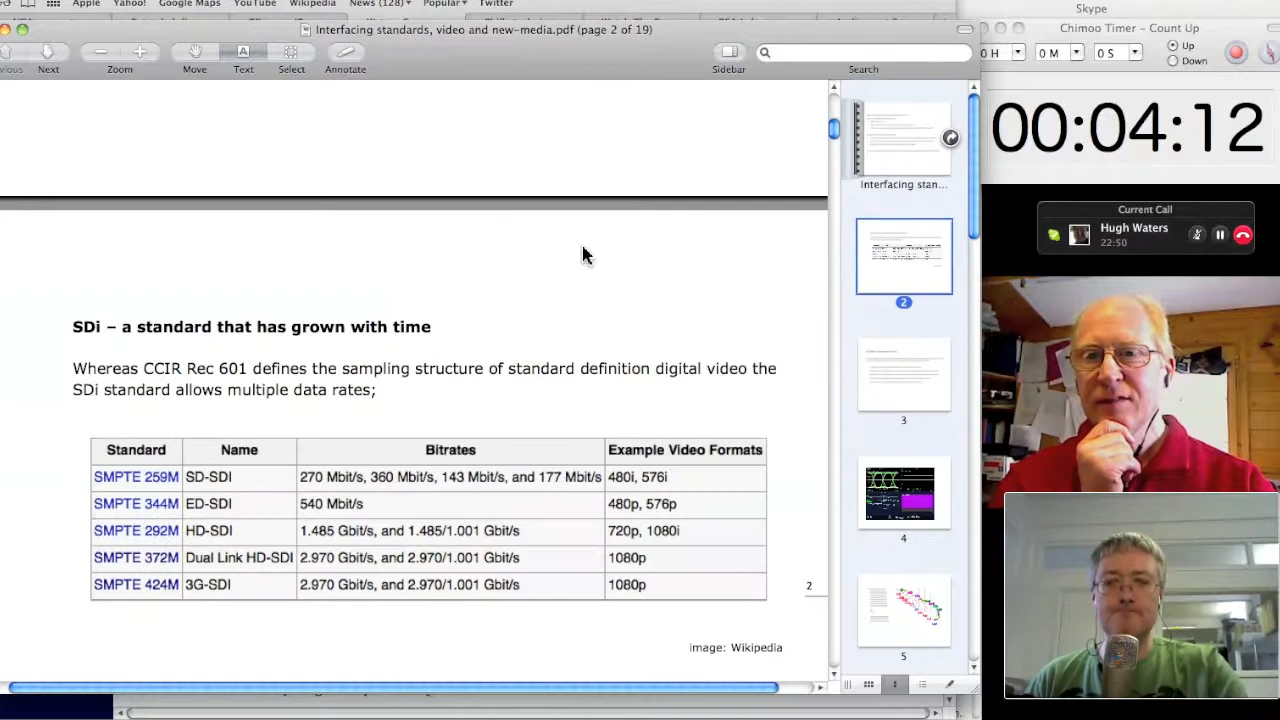 Apple
Yahoo!
Google Maps
YouTube
Wikipedia
News (128)
Popular
Twitter
Skype
Interfacing standards, video and new-media.pdf (page 2 of 19)
Chimoo Timer – Count Up
Next
Zoom
Move
Text
Select
Annotate
Sidebar
Search
0 H
0 M
0 S
Up
Down
00:04:12
Interfacing stan...
Current Call
Hugh Waters
22:50
2
3
4
5
SDi – a standard that has grown with time
Whereas CCIR Rec 601 defines the sampling structure of standard definition digital video the
SDi standard allows multiple data rates;
Standard Name Bitrates Example Video Formats
SMPTE 259M SD-SDI 270 Mbit/s, 360 Mbit/s, 143 Mbit/s, and 177 Mbit/s 480i, 576i
SMPTE 344M ED-SDI 540 Mbit/s 480p, 576p
SMPTE 292M HD-SDI 1.485 Gbit/s, and 1.485/1.001 Gbit/s 720p, 1080i
SMPTE 372M Dual Link HD-SDI 2.970 Gbit/s, and 2.970/1.001 Gbit/s 1080p
SMPTE 424M 3G-SDI 2.970 Gbit/s, and 2.970/1.001 Gbit/s 1080p
2
image: Wikipedia